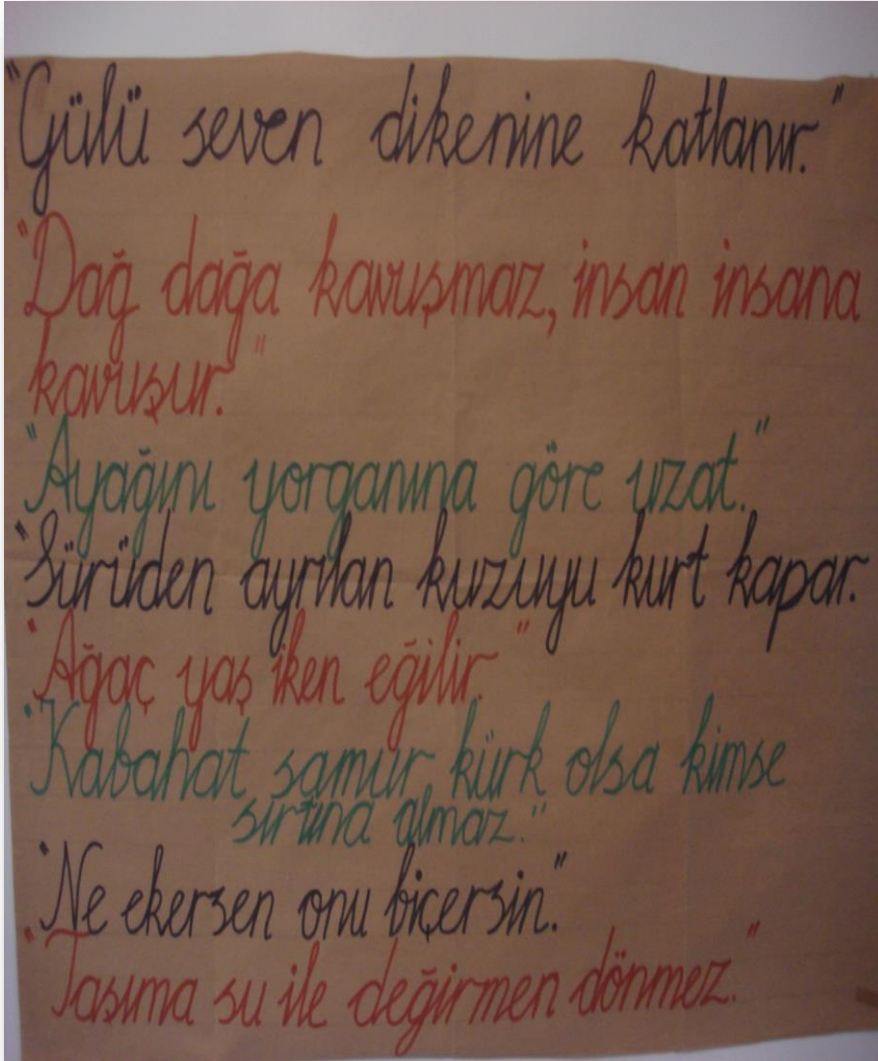 "Gülü seven dikenine katlanır."
"Dağ dağa kavuşmaz, insan insana
kavuşur."
"Ayağını yorganına göre uzat."
"Sürüden ayrılan kuzuyu kurt kapar.
"Ağaç yaş iken eğilir."
"Kabahat samur kürk olsa kimse
sırtına almaz."
"Ne ekersen onu biçersin."
"Taşıma su ile değirmen dönmez."